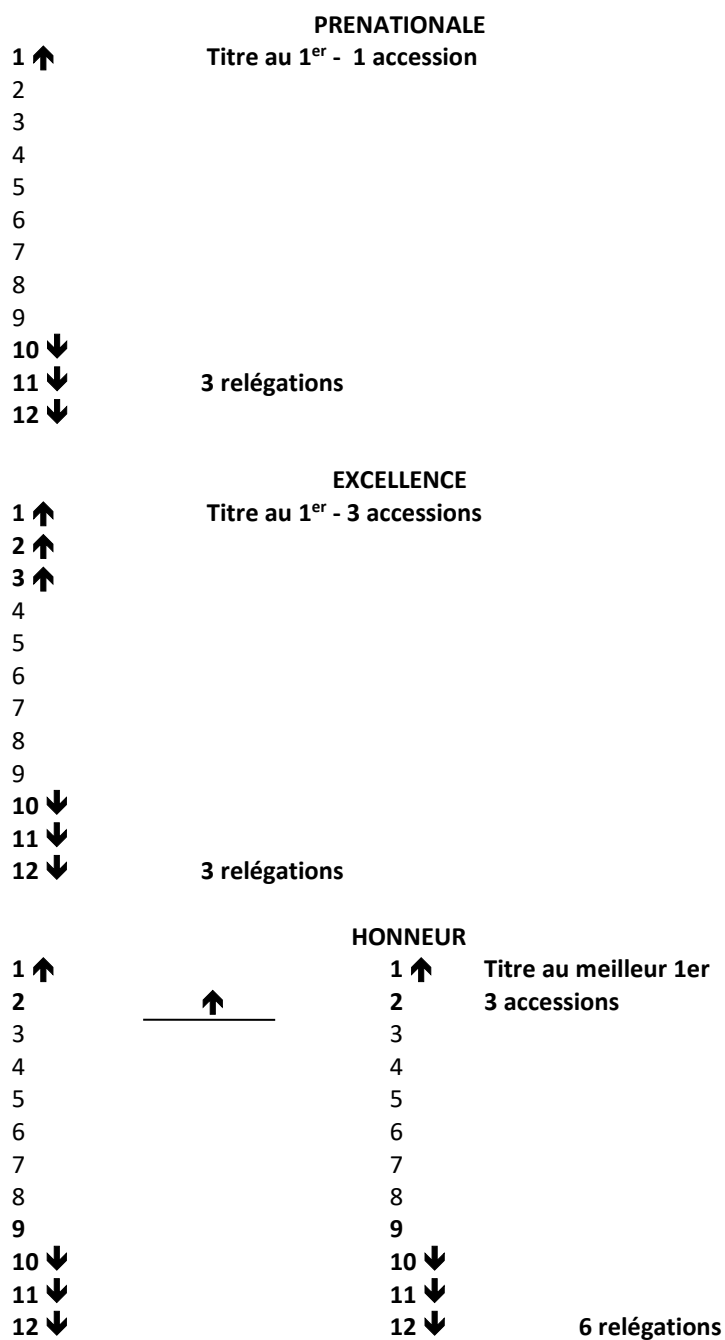 PRENATIONALE
1 🡹 Titre au 1er - 1 accession
2
3
4
5
6
7
8
9
10 🡻
11 🡻 3 relégations
12 🡻
EXCELLENCE
1 🡹 Titre au 1er - 3 accessions
2 🡹
3 🡹
4
5
6
7
8
9
10 🡻
11 🡻
12 🡻 3 relégations
HONNEUR
1 🡹 1 🡹 Titre au meilleur 1er
2 🡹 2 3 accessions
3 3
4 4
5 5
6 6
7 7
8 8
9 9
10 🡻 10 🡻
11 🡻 11 🡻
12 🡻 12 🡻 6 relégations